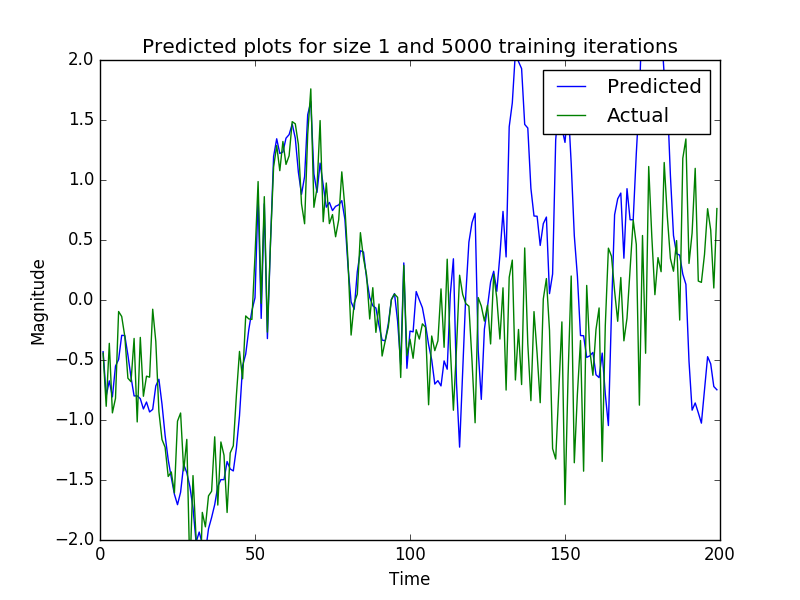 Predicted plots for size 1 and 5000 training iterations
Predicted
Actual
2.0
1.5
1.0
0.5
0.0
−0.5
−1.0
−1.5
−2.0
Magnitude
0 50 100 150 200
Time